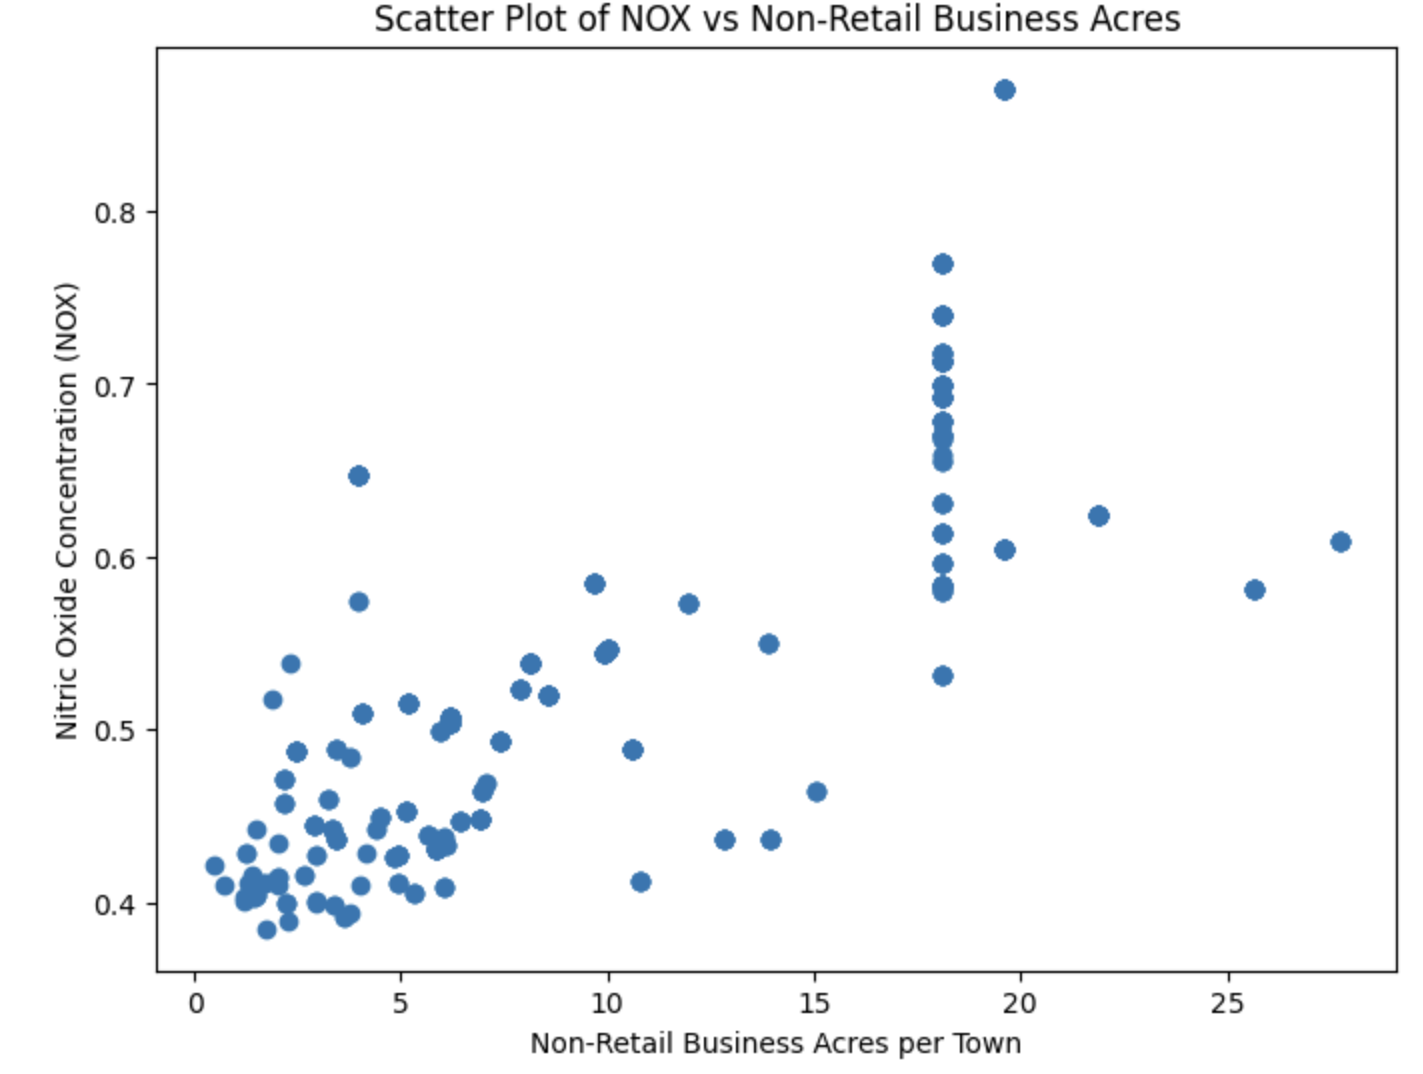 Scatter Plot of NOX vs Non-Retail Business Acres
Nitric Oxide Concentration (NOX)
0.8
0.7
0.6
0.5
0.4
0 5 10 15 20 25
Non-Retail Business Acres per Town